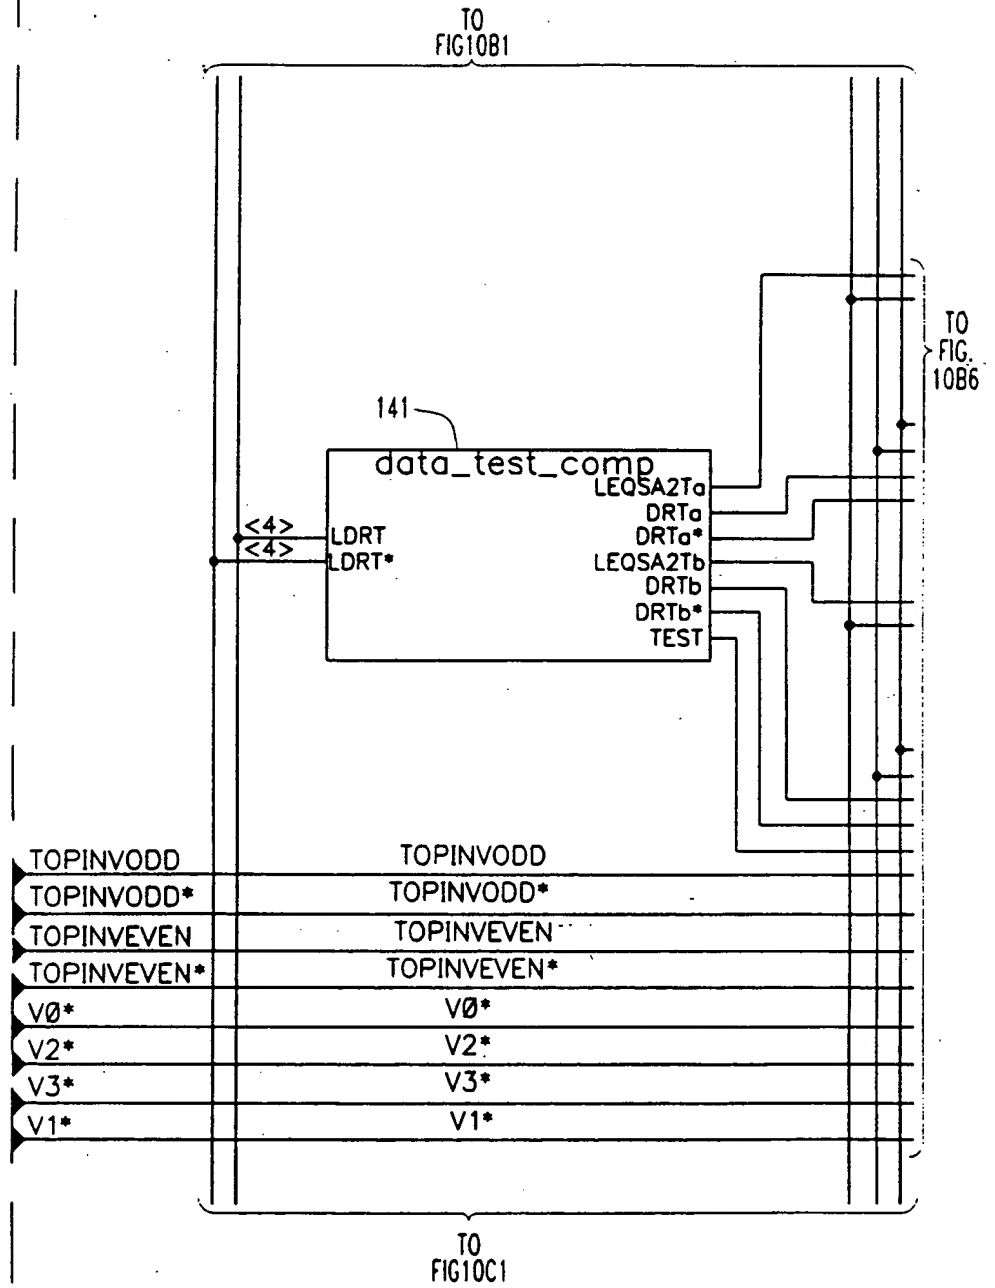 TO
FIG10B1
TO
FIG.
10B6
141
data_test_comp
LEQSA2Ta
DRTa
<4> LDRT DRTa*
<4> LDRT* LEQSA2Tb
DRTb
DRTb*
TEST
TOPINVODD TOPINVODD
TOPINVODD* TOPINVODD*
TOPINVEVEN TOPINVEVEN
TOPINVEVEN* TOPINVEVEN*
VØ* VØ*
V2* V2*
V3* V3*
V1* V1*
TO
FIG10C1